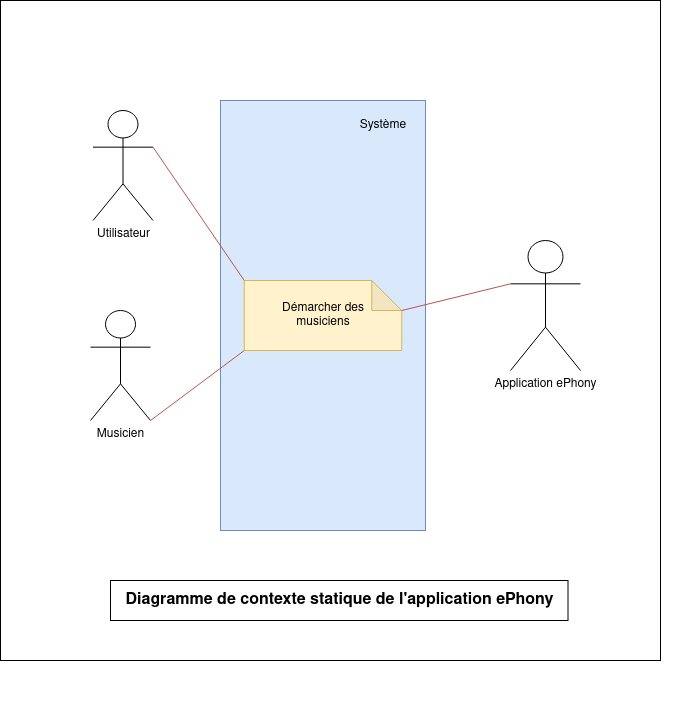 Système
Utilisateur
Démarcher des
musiciens
Application ePhony
Musicien
Diagramme de contexte statique de l'application ePhony